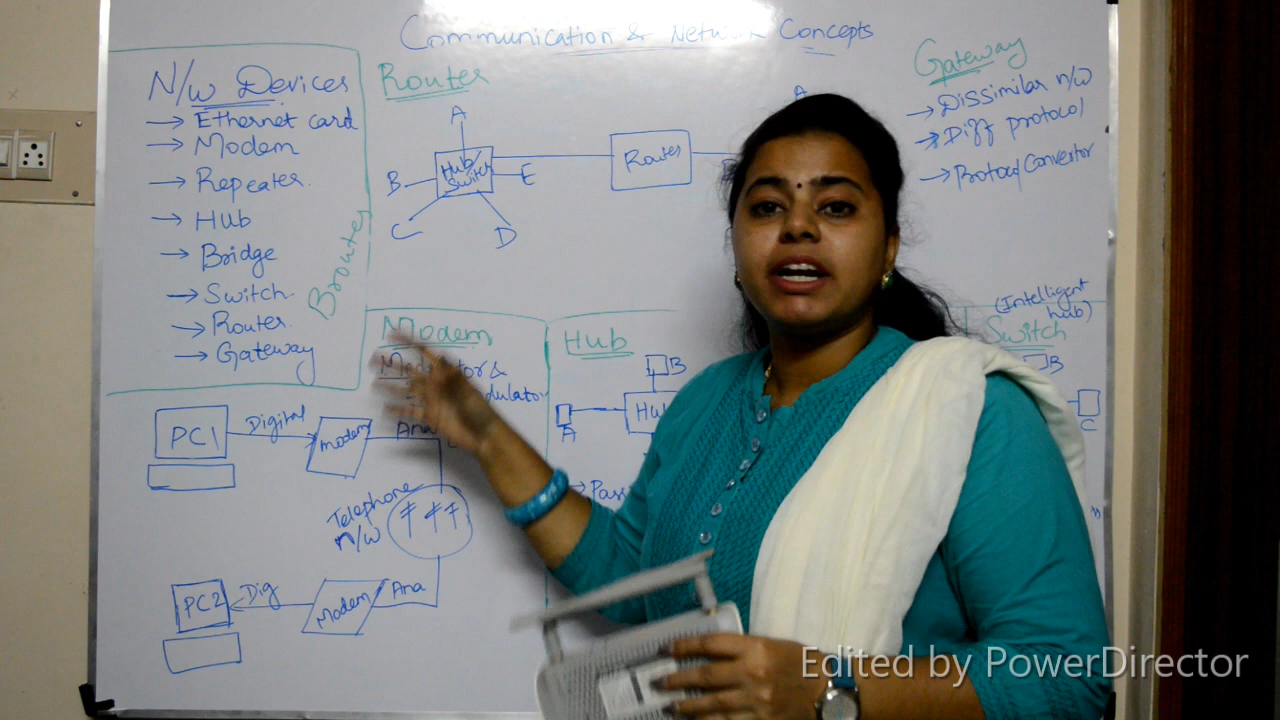 Communication & Network Concepts
N/w Devices
→ Ethernet card
→ Modem
→ Repeater
→ Hub
→ Bridge
→ Switch
→ Router
→ Gateway
Brouter
Router
A
B
C
D
E
Hub/
Switch
Router
A
Gateway
→ Dissimilar n/w
→ Diff protocol
→ Protocol Convertor
Modem
PC1
Digital
modem
Ana
Telephone
n/w
PC2
Dig
Modem
Ana
Hub
B
A
(Intelligent
hub)
Switch
B
C
Edited by PowerDirector